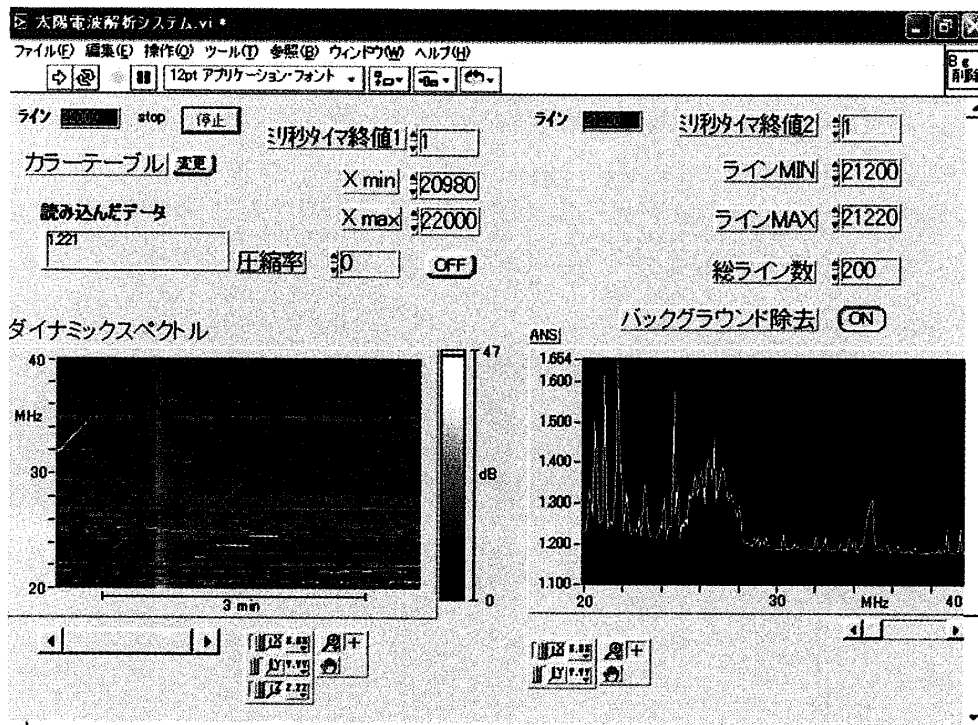 太陽電波解析システム.vi *
ファイル(F) 編集(E) 操作(O) ツール(T) 参照(B) ウィンドウ(W) ヘルプ(H)
12pt アプリケーション・フォント
削除
ライン stop 停止
ミリ秒タイマ終値1 1
カラーテーブル 変更
X min 20980
読み込んだデータ
1.221
X max 22000
圧縮率 0 OFF
ライン ミリ秒タイマ終値2 1
ラインMIN 21200
ラインMAX 21220
総ライン数 200
バックグラウンド除去 ON
ダイナミックスペクトル
40
MHz
30
20
3 min
47
dB
0
ANS
1.654
1.600
1.500
1.400
1.300
1.200
1.100
20 30 MHz 40